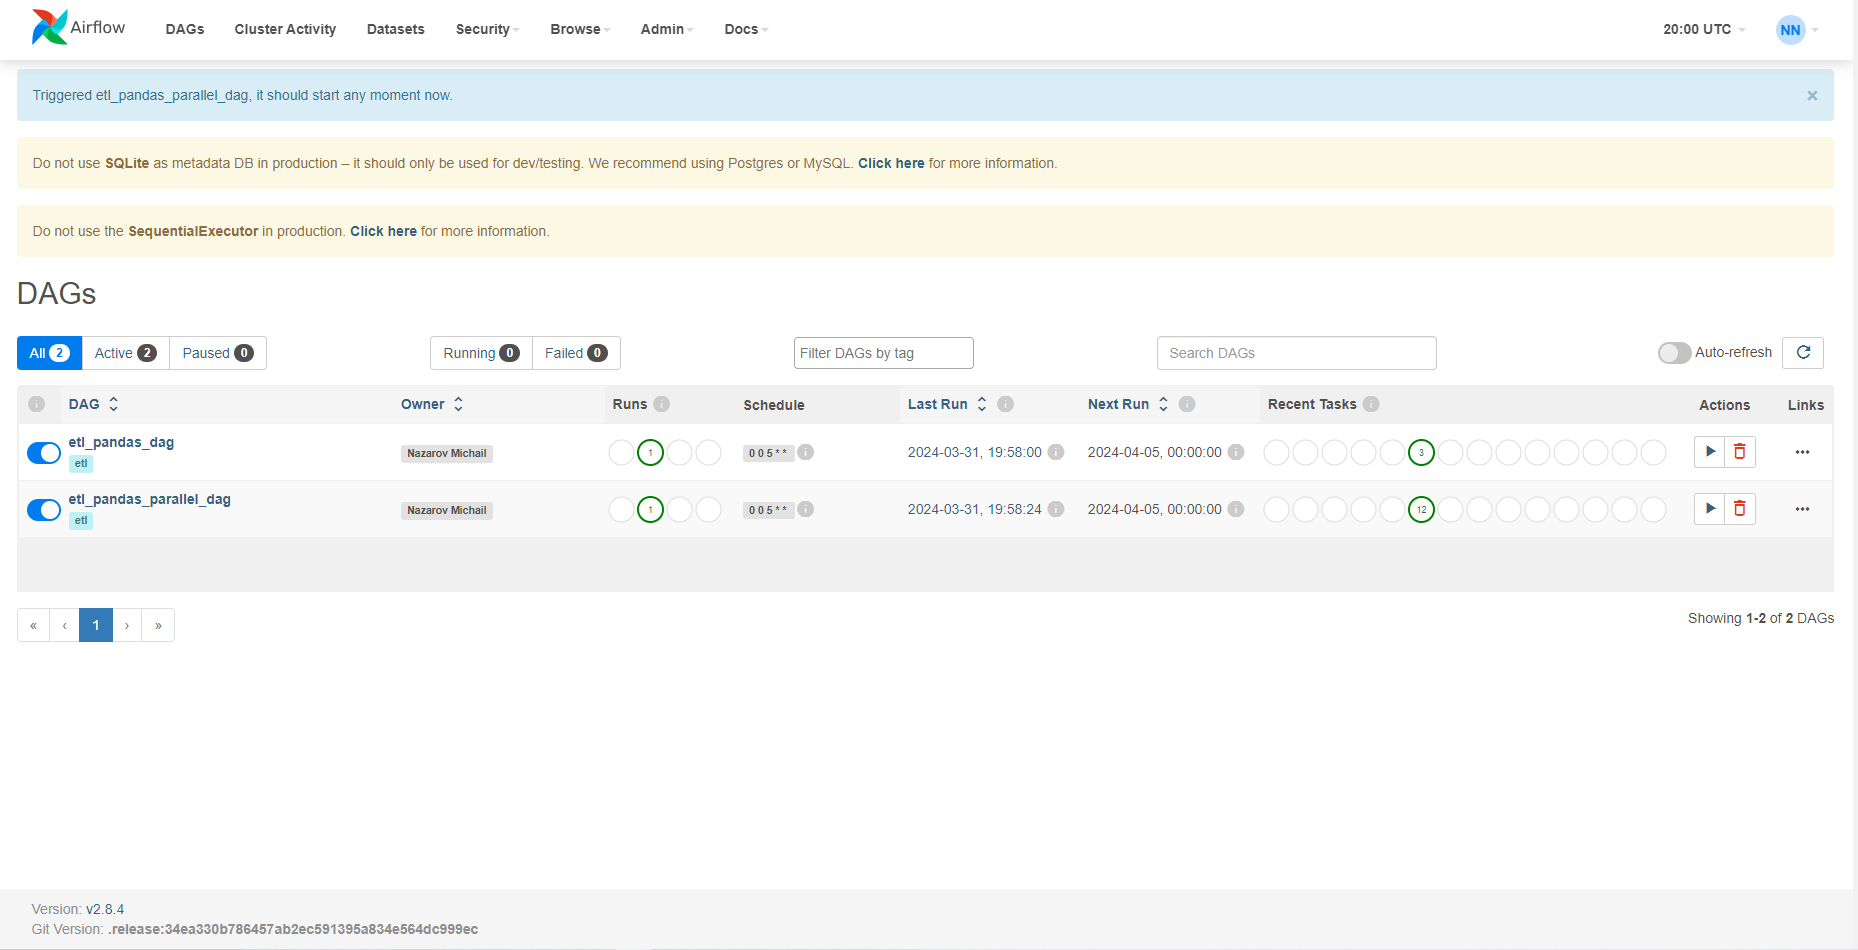 Airflow DAGs Cluster Activity Datasets Security Browse Admin Docs 20:00 UTC NN
Triggered etl_pandas_parallel_dag, it should start any moment now. ×
Do not use SQLite as metadata DB in production – it should only be used for dev/testing. We recommend using Postgres or MySQL. Click here for more information.
Do not use the SequentialExecutor in production. Click here for more information.
DAGs
All 2 Active 2 Paused 0 Running 0 Failed 0 Filter DAGs by tag Search DAGs Auto-refresh
i DAG Owner Runs i Schedule Last Run i Next Run i Recent Tasks i Actions Links
etl_pandas_dag
etl Nazarov Michail 1 0 0 5 * * i 2024-03-31, 19:58:00 i 2024-04-05, 00:00:00 i 3
etl_pandas_parallel_dag
etl Nazarov Michail 1 0 0 5 * * i 2024-03-31, 19:58:24 i 2024-04-05, 00:00:00 i 12
« ‹ 1 › » Showing 1-2 of 2 DAGs
Version: v2.8.4
Git Version: .release:34ea330b786457ab2ec591395a834e564dc999ec